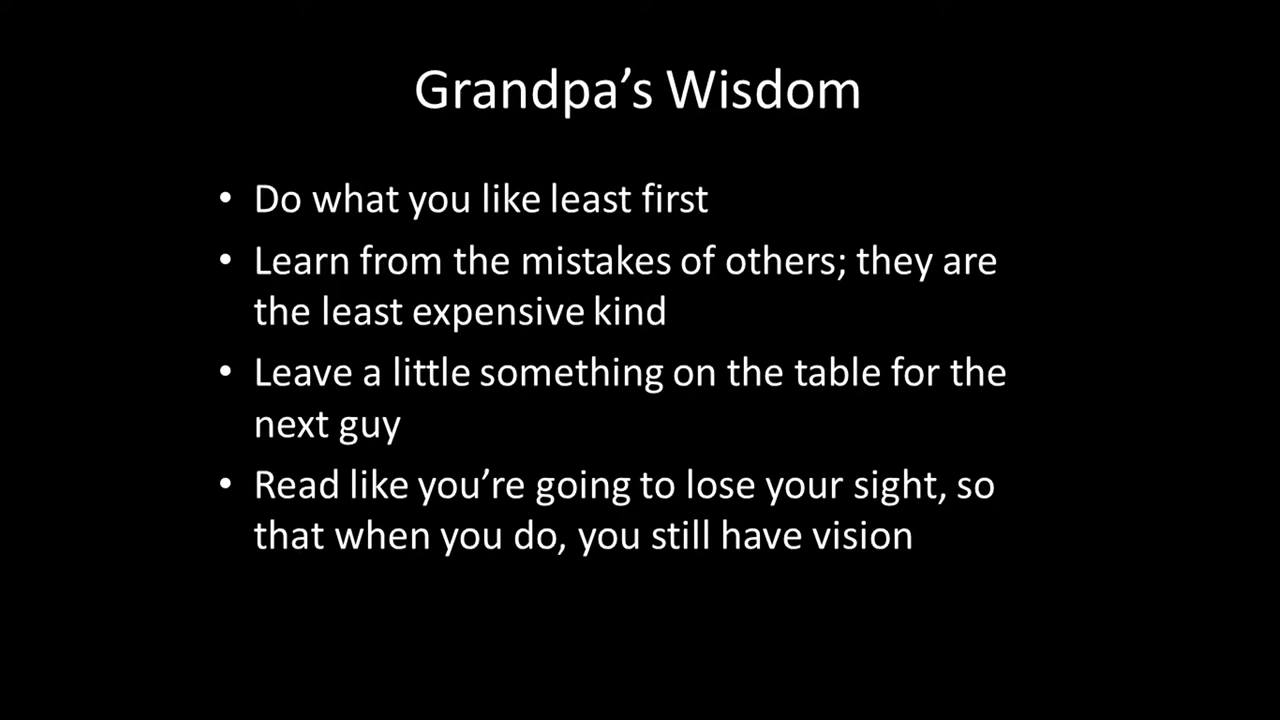 Grandpa’s Wisdom
• Do what you like least first
• Learn from the mistakes of others; they are
the least expensive kind
• Leave a little something on the table for the
next guy
• Read like you’re going to lose your sight, so
that when you do, you still have vision